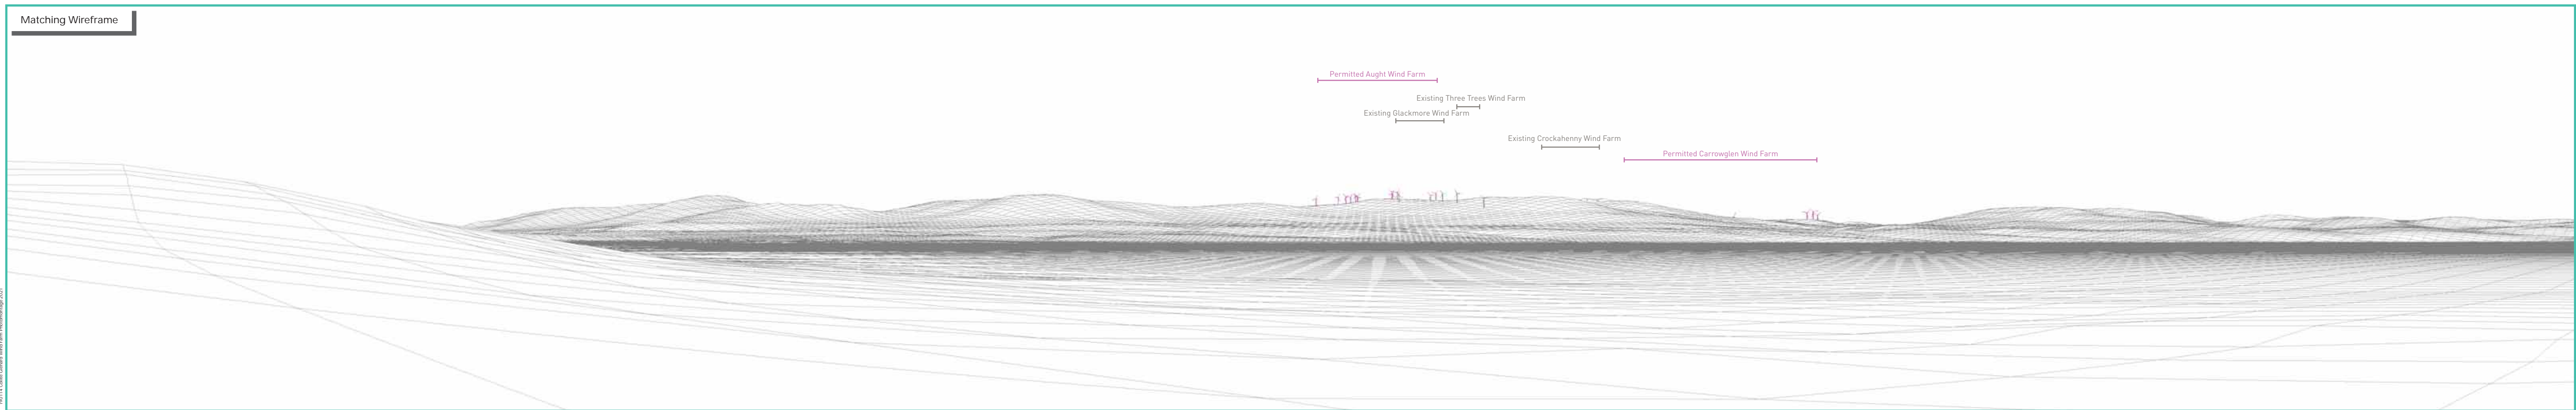 Matching Wireframe
Permitted Aught Wind Farm
Existing Three Trees Wind Farm
Existing Glackmore Wind Farm
Existing Crockahenny Wind Farm
Permitted Carrowglen Wind Farm